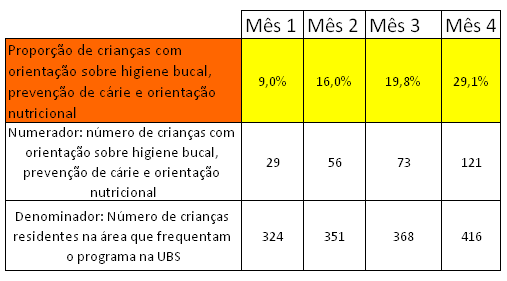 Mês 1 Mês 2 Mês 3 Mês 4
Proporção de crianças com
orientação sobre higiene bucal,
prevenção de cárie e orientação
nutricional
9,0% 16,0% 19,8% 29,1%
Numerador: número de crianças com
orientação sobre higiene bucal,
prevenção de cárie e orientação
nutricional
29 56 73 121
Denominador: Número de crianças
residentes na área que frequentam
o programa na UBS
324 351 368 416